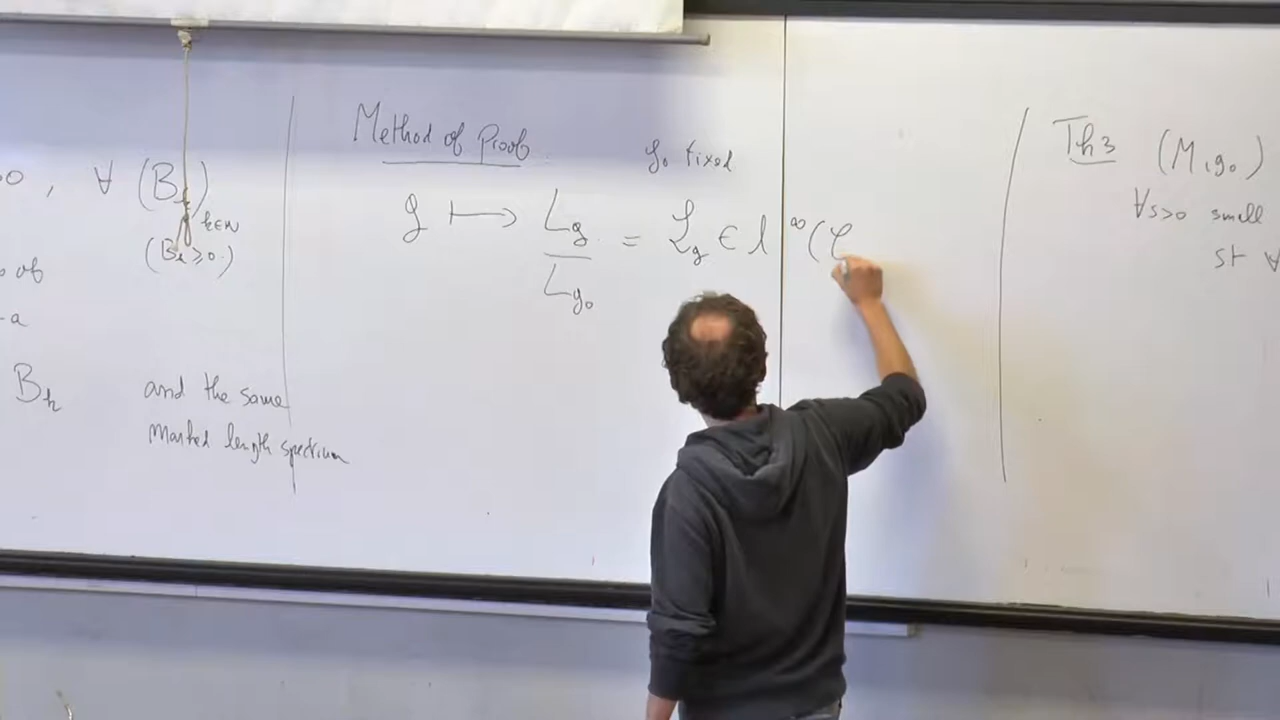 >0 , ∀ (B )
k∈ℕ
(B_k ≥ 0)
of
-a
B_k
and the same
marked length spectrum
Method of Proof
g₀ fixed
g ⟼ L_g / L_{g₀} = ℒ_g ∈ l^∞(𝒞
Th 3 (M, g₀)
∀s>0 small
st ∀